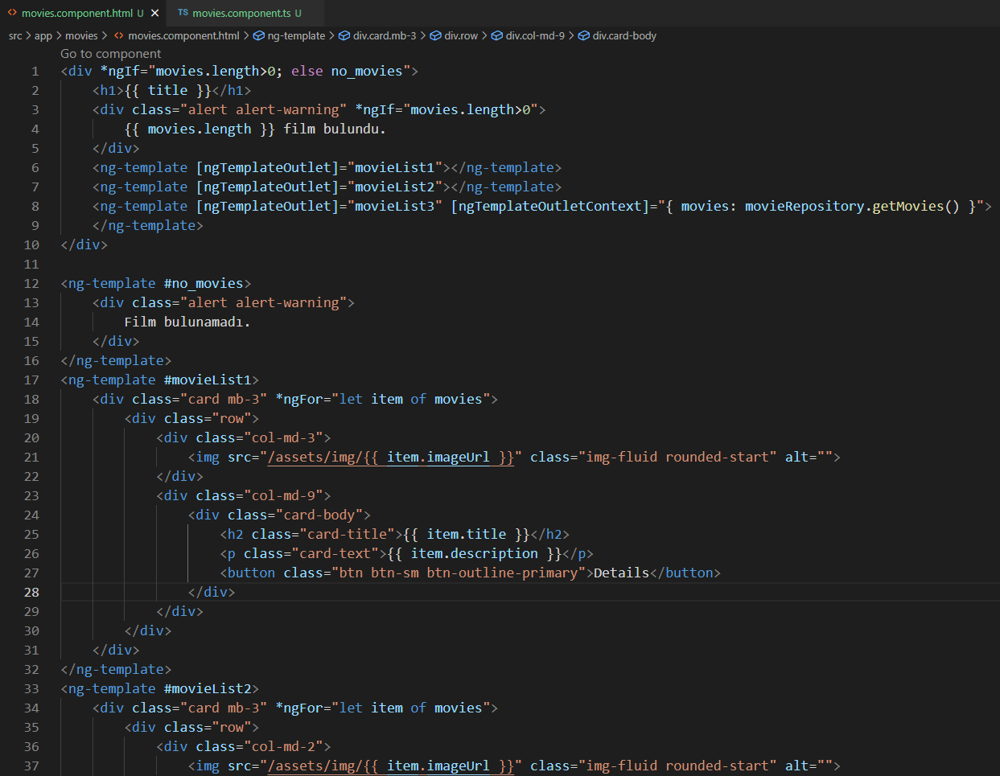 movies.component.html U ×  TS movies.component.ts U
src > app > movies > <> movies.component.html > ng-template > div.card.mb-3 > div.row > div.col-md-9 > div.card-body
Go to component
1 <div *ngIf="movies.length>0; else no_movies">
2     <h1>{{ title }}</h1>
3     <div class="alert alert-warning" *ngIf="movies.length>0">
4         {{ movies.length }} film bulundu.
5     </div>
6     <ng-template [ngTemplateOutlet]="movieList1"></ng-template>
7     <ng-template [ngTemplateOutlet]="movieList2"></ng-template>
8     <ng-template [ngTemplateOutlet]="movieList3" [ngTemplateOutletContext]="{ movies: movieRepository.getMovies() }">
9     </ng-template>
10 </div>
11
12 <ng-template #no_movies>
13     <div class="alert alert-warning">
14         Film bulunamadı.
15     </div>
16 </ng-template>
17 <ng-template #movieList1>
18     <div class="card mb-3" *ngFor="let item of movies">
19         <div class="row">
20             <div class="col-md-3">
21                 <img src="/assets/img/{{ item.imageUrl }}" class="img-fluid rounded-start" alt="">
22             </div>
23             <div class="col-md-9">
24                 <div class="card-body">
25                     <h2 class="card-title">{{ item.title }}</h2>
26                     <p class="card-text">{{ item.description }}</p>
27                     <button class="btn btn-sm btn-outline-primary">Details</button>
28                 </div>
29             </div>
30         </div>
31     </div>
32 </ng-template>
33 <ng-template #movieList2>
34     <div class="card mb-3" *ngFor="let item of movies">
35         <div class="row">
36             <div class="col-md-2">
37                 <img src="/assets/img/{{ item.imageUrl }}" class="img-fluid rounded-start" alt="">